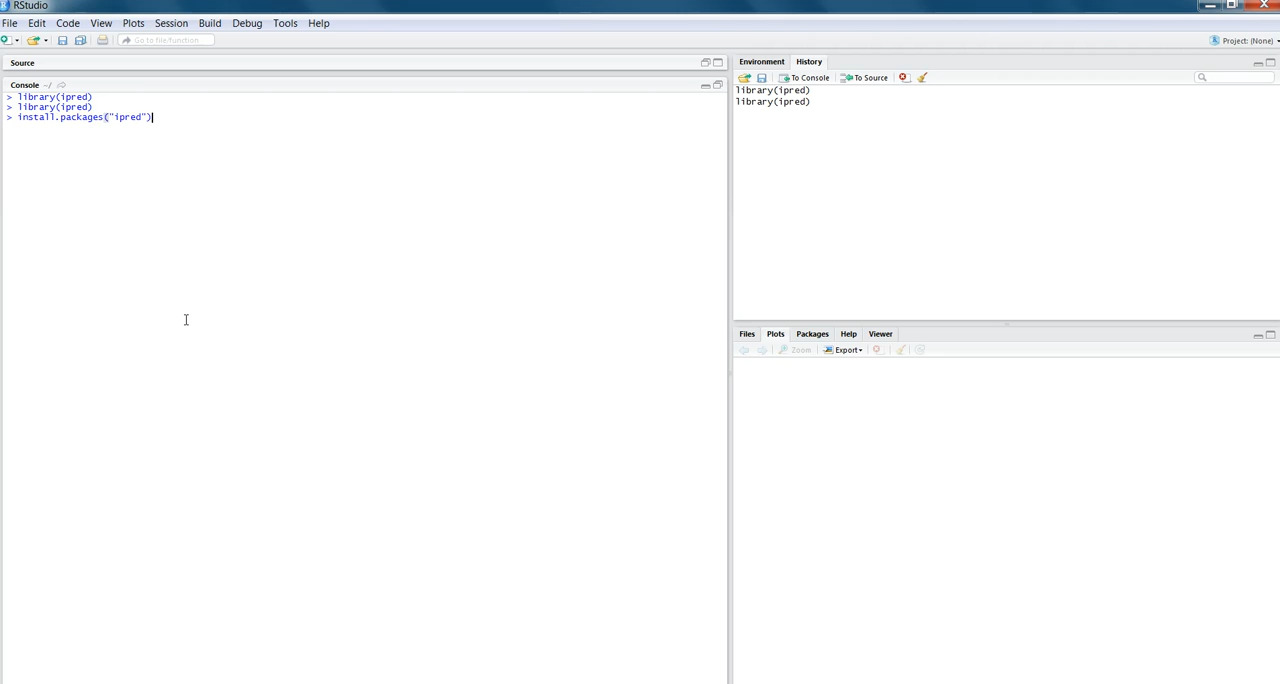 RStudio
File Edit Code View Plots Session Build Debug Tools Help
Go to file/function
Project: (None)
Source
Console ~/
> library(ipred)
> library(ipred)
> install.packages("ipred")
Environment History
To Console To Source
library(ipred)
library(ipred)
Files Plots Packages Help Viewer
Zoom Export